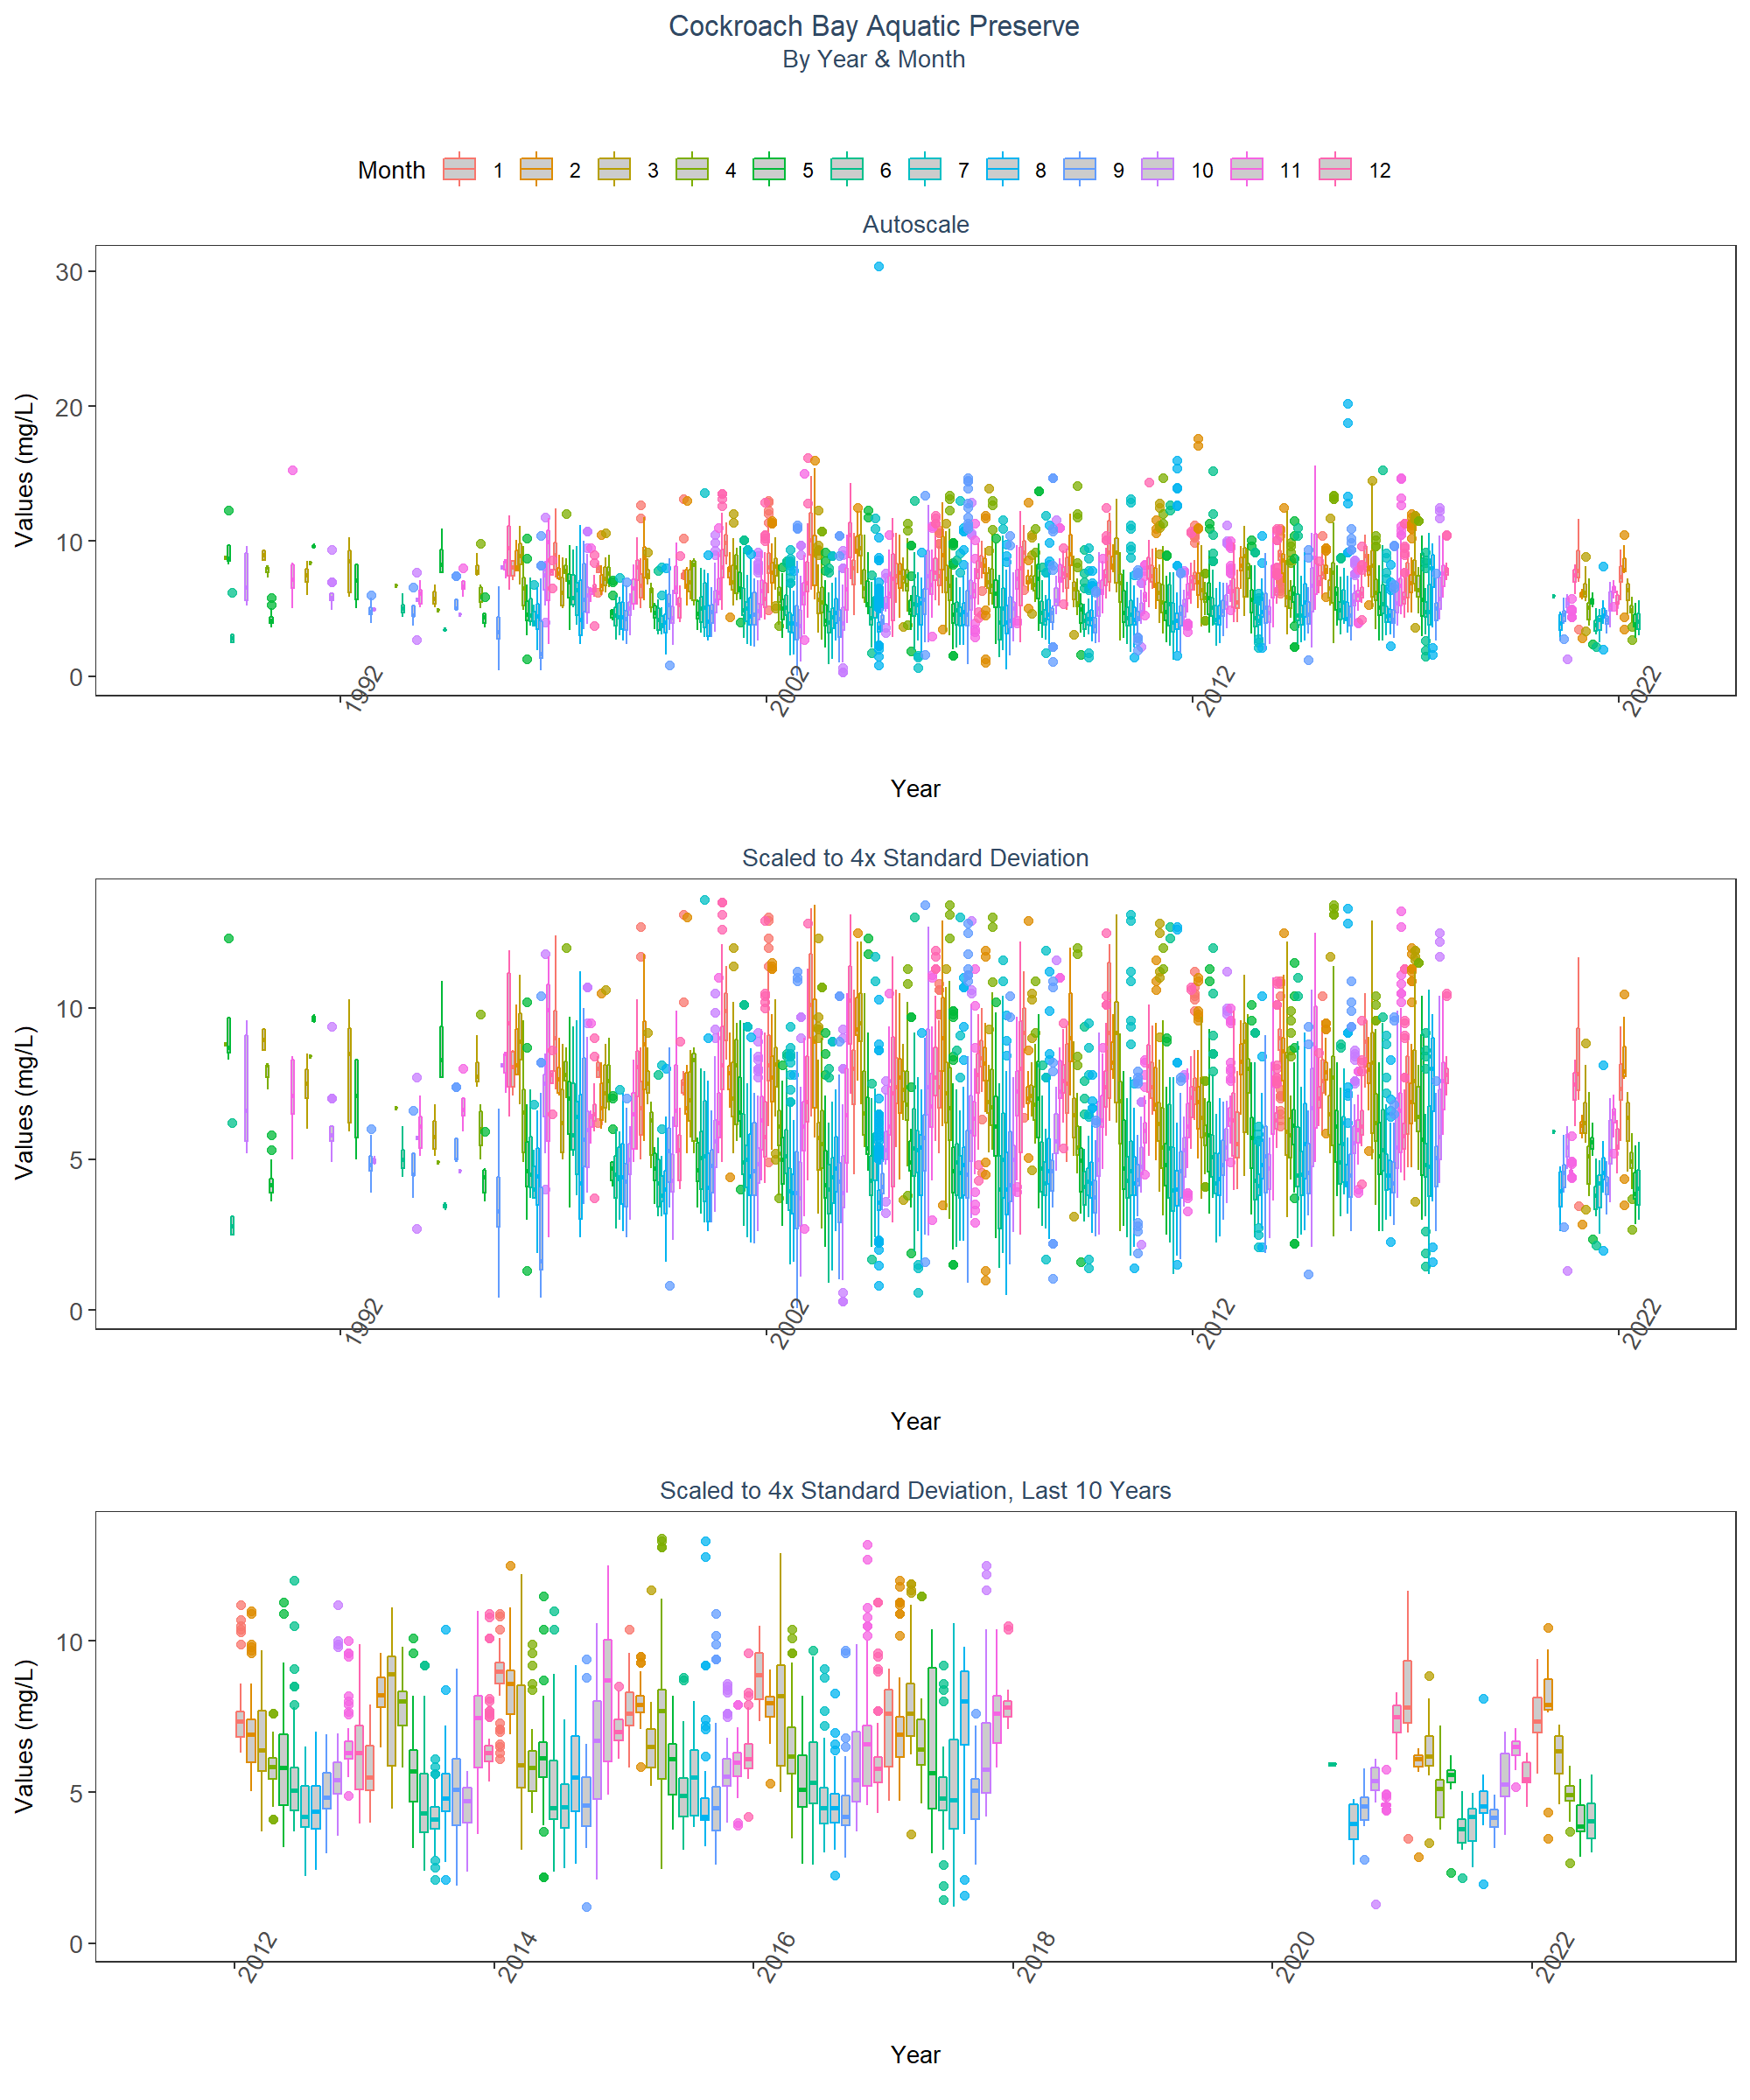 Cockroach Bay Aquatic Preserve
By Year & Month
Month 1 2 3 4 5 6 7 8 9 10 11 12
Autoscale
Values (mg/L)
30
20
10
0
1992 2002 2012 2022
Year
Scaled to 4x Standard Deviation
Values (mg/L)
10
5
0
1992 2002 2012 2022
Year
Scaled to 4x Standard Deviation, Last 10 Years
Values (mg/L)
10
5
0
2012 2014 2016 2018 2020 2022
Year